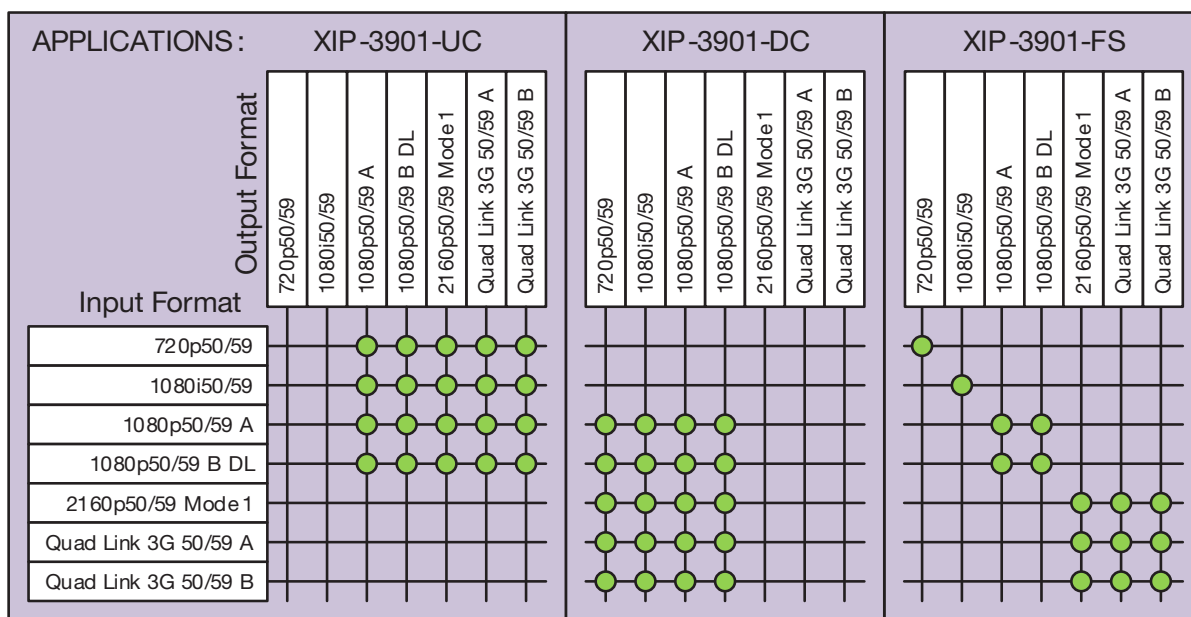 APPLICATIONS: XIP-3901-UC XIP-3901-DC XIP-3901-FS
Output Format
720p50/59
1080i50/59
1080p50/59 A
1080p50/59 B DL
2160p50/59 Mode1
Quad Link 3G 50/59 A
Quad Link 3G 50/59 B
720p50/59
1080i50/59
1080p50/59 A
1080p50/59 B DL
2160p50/59 Mode1
Quad Link 3G 50/59 A
Quad Link 3G 50/59 B
720p50/59
1080i50/59
1080p50/59 A
1080p50/59 B DL
2160p50/59 Mode1
Quad Link 3G 50/59 A
Quad Link 3G 50/59 B
Input Format
720p50/59
1080i50/59
1080p50/59 A
1080p50/59 B DL
2160p50/59 Mode1
Quad Link 3G 50/59 A
Quad Link 3G 50/59 B